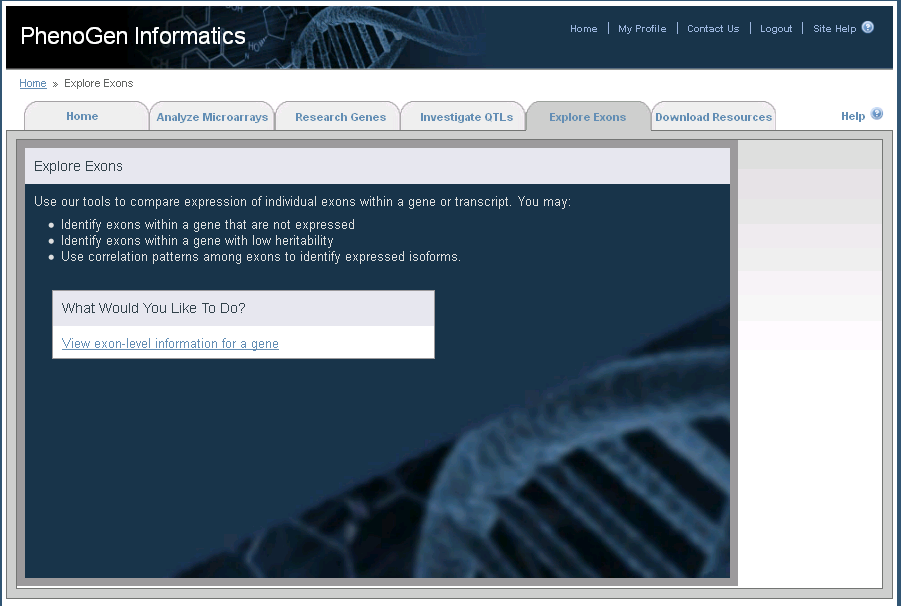 PhenoGen Informatics
Home | My Profile | Contact Us | Logout | Site Help
Home » Explore Exons
Home Analyze Microarrays Research Genes Investigate QTLs Explore Exons Download Resources Help
Explore Exons
Use our tools to compare expression of individual exons within a gene or transcript. You may:
• Identify exons within a gene that are not expressed
• Identify exons within a gene with low heritability
• Use correlation patterns among exons to identify expressed isoforms.
What Would You Like To Do?
View exon-level information for a gene